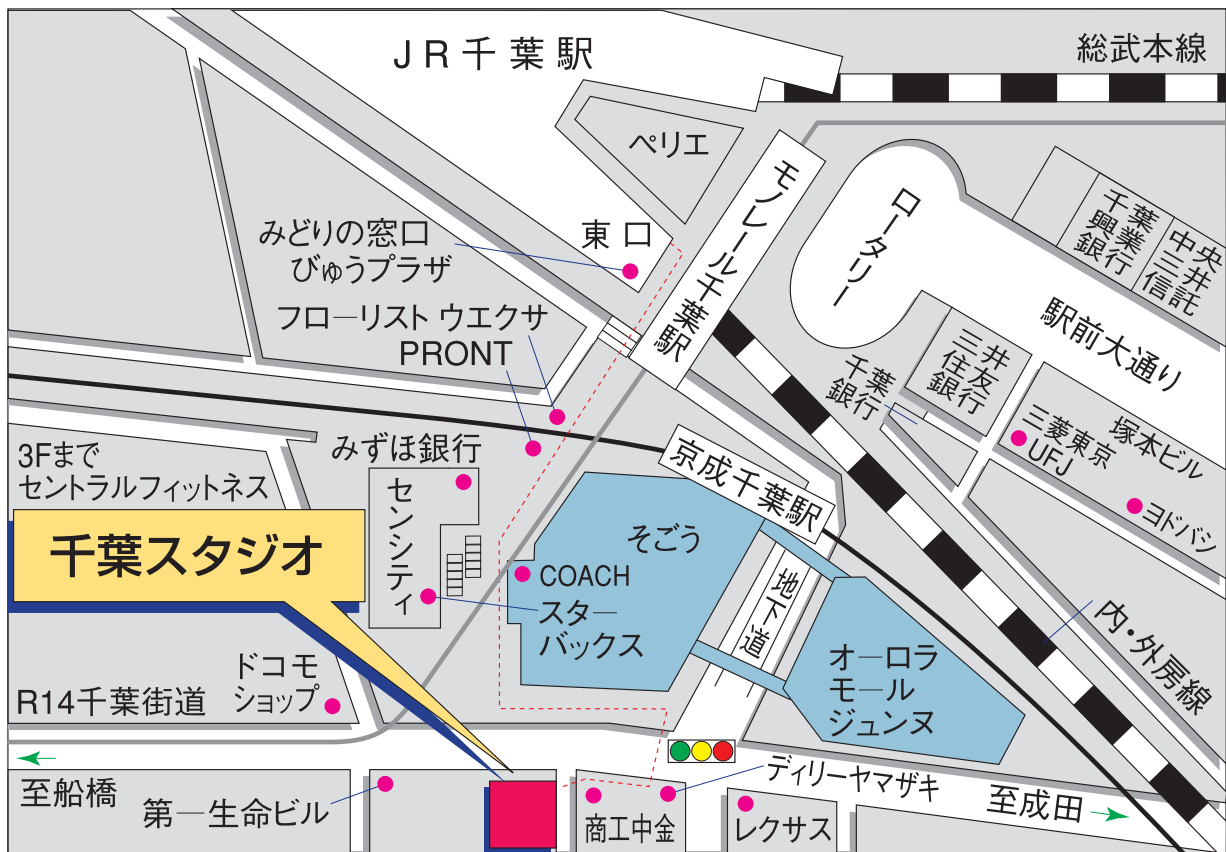 JR千葉駅
総武本線
ペリエ
モノレール千葉駅
ロータリー
千葉
興業
銀行
中央
三井
信託
みどりの窓口
びゅうプラザ
東口
フローリスト ウエクサ
PRONT
駅前大通り
三井
住友
銀行
千葉
銀行
三菱東京
UFJ
塚本ビル
ヨドバシ
3Fまで
セントラルフィットネス
みずほ銀行
センシティ
京成千葉駅
そごう
千葉スタジオ
COACH
スター
バックス
地下道
オーロラ
モール
ジュンヌ
内・外房線
ドコモ
ショップ
R14千葉街道
至船橋
第一生命ビル
商工中金
ディリーヤマザキ
レクサス
至成田